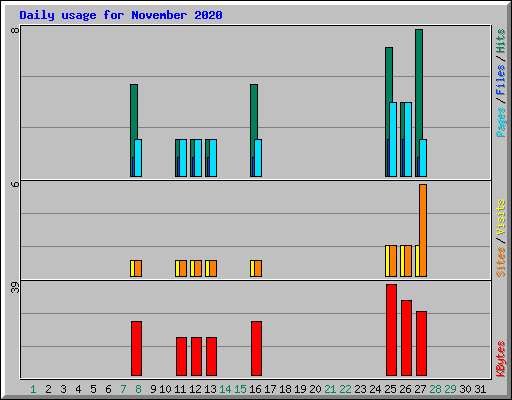 Daily usage for November 2020
8
Pages / Files / Hits
6
Sites / Visits
39
KBytes
1 2 3 4 5 6 7 8 9 10 11 12 13 14 15 16 17 18 19 20 21 22 23 24 25 26 27 28 29 30 31